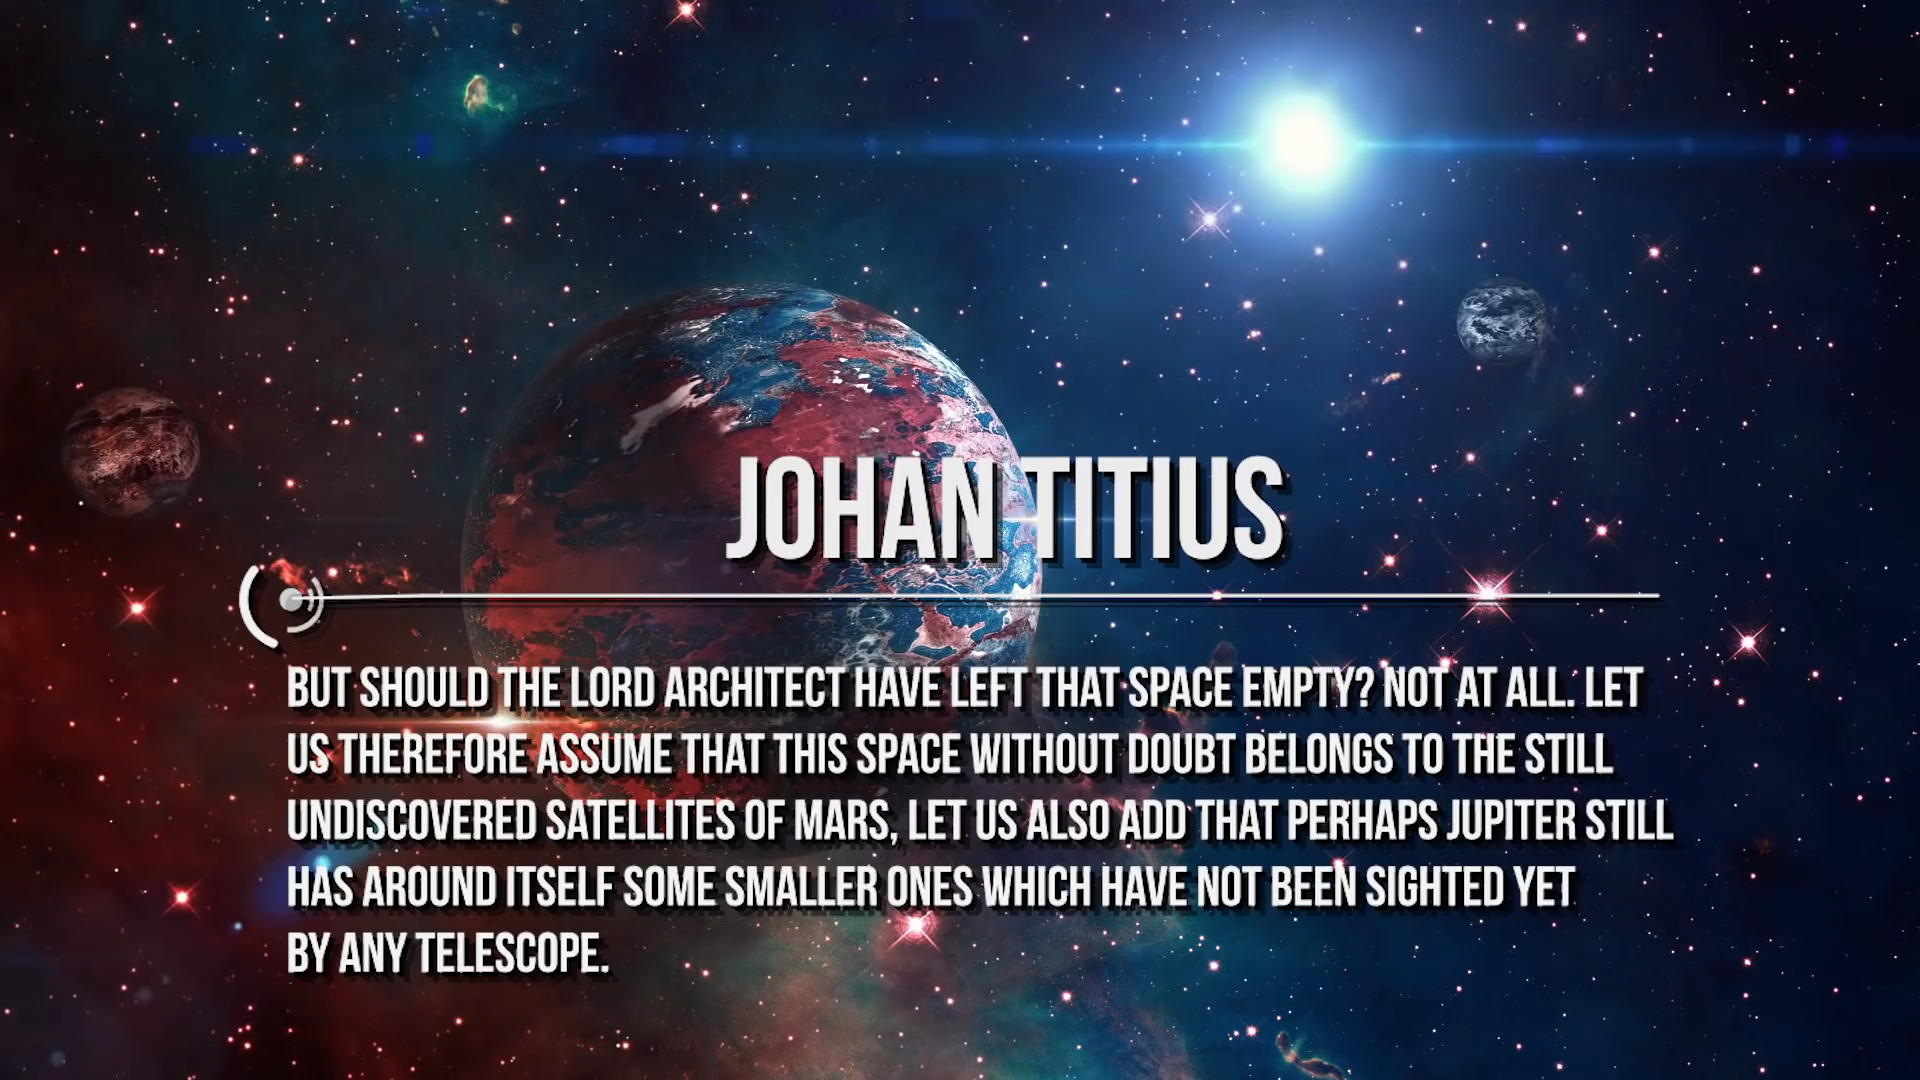 JOHAN TITIUS
BUT SHOULD THE LORD ARCHITECT HAVE LEFT THAT SPACE EMPTY? NOT AT ALL. LET
US THEREFORE ASSUME THAT THIS SPACE WITHOUT DOUBT BELONGS TO THE STILL
UNDISCOVERED SATELLITES OF MARS, LET US ALSO ADD THAT PERHAPS JUPITER STILL
HAS AROUND ITSELF SOME SMALLER ONES WHICH HAVE NOT BEEN SIGHTED YET
BY ANY TELESCOPE.